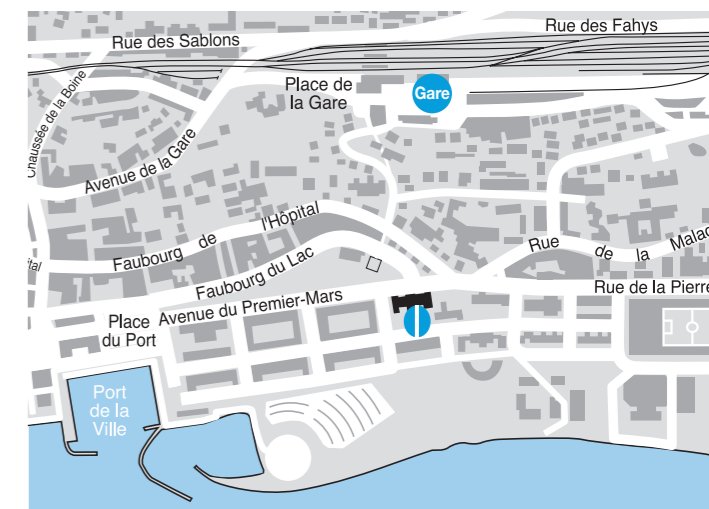 Rue des Fahys
Rue des Sablons
Place de
la Gare
Gare
Chaussée de la Boine
Avenue de la Gare
Faubourg de l'Hôpital
Rue de la Malad
Faubourg du Lac
Rue de la Pierre
Avenue du Premier-Mars
Place
du Port
Port
de la
Ville